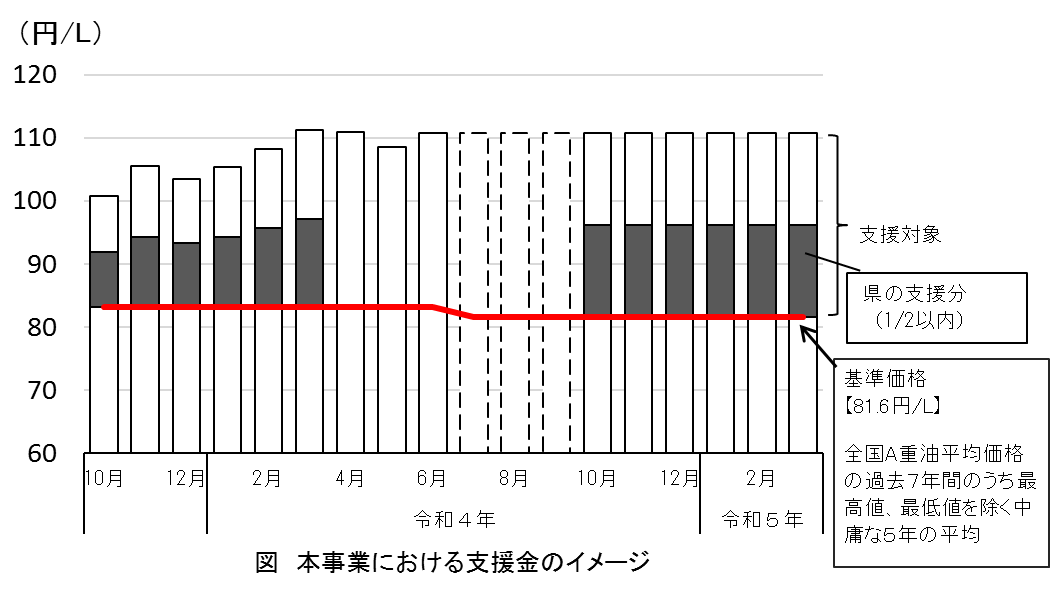 （円/L）
120
110
100
90
80
70
60
支援対象
県の支援分
（1/2以内）
基準価格
【81.6円/L】
全国A重油平均価格
の過去７年間のうち最
高値、最低値を除く中
庸な５年の平均
10月 12月 2月 4月 6月 8月 10月 12月 2月
令和４年 令和５年
図　本事業における支援金のイメージ